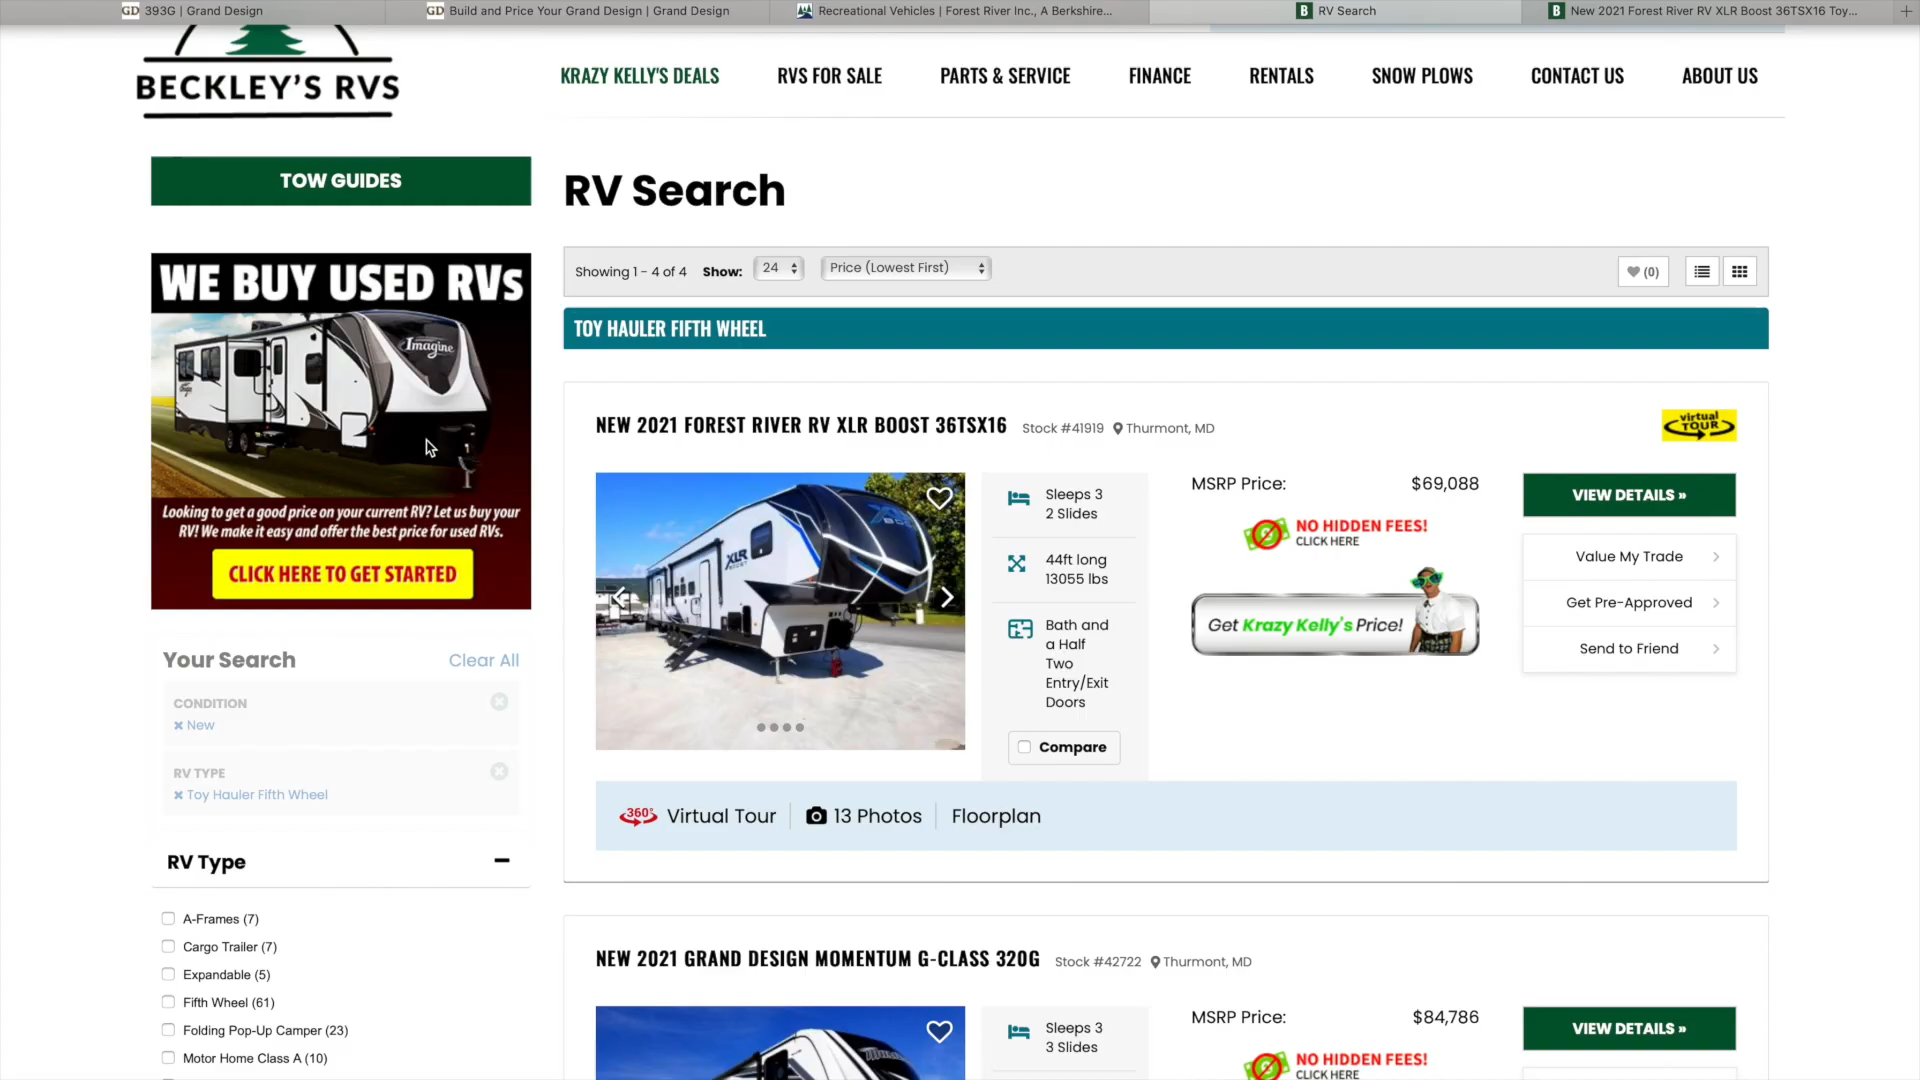 GD 393G | Grand Design
GD Build and Price Your Grand Design | Grand Design
Recreational Vehicles | Forest River Inc., A Berkshire...
B RV Search
B New 2021 Forest River RV XLR Boost 36TSX16 Toy...
BECKLEY'S RVS
KRAZY KELLY'S DEALS
RVS FOR SALE
PARTS & SERVICE
FINANCE
RENTALS
SNOW PLOWS
CONTACT US
ABOUT US
TOW GUIDES
WE BUY USED RVs
Imagine
Looking to get a good price on your current RV? Let us buy your
RV! We make it easy and offer the best price for used RVs.
CLICK HERE TO GET STARTED
Your Search
Clear All
CONDITION
New
RV TYPE
Toy Hauler Fifth Wheel
RV Type
A-Frames (7)
Cargo Trailer (7)
Expandable (5)
Fifth Wheel (61)
Folding Pop-Up Camper (23)
Motor Home Class A (10)
RV Search
Showing 1 - 4 of 4 Show: 24 Price (Lowest First)
(0)
TOY HAULER FIFTH WHEEL
NEW 2021 FOREST RIVER RV XLR BOOST 36TSX16 Stock #41919 Thurmont, MD
virtual
TOUR
XLR
BOOST
Sleeps 3
2 Slides
44ft long
13055 lbs
Bath and
a Half
Two
Entry/Exit
Doors
Compare
MSRP Price: $69,088
NO HIDDEN FEES!
CLICK HERE
Get Krazy Kelly's Price!
VIEW DETAILS »
Value My Trade
Get Pre-Approved
Send to Friend
360° Virtual Tour
13 Photos
Floorplan
NEW 2021 GRAND DESIGN MOMENTUM G-CLASS 320G Stock #42722 Thurmont, MD
Sleeps 3
3 Slides
MSRP Price: $84,786
NO HIDDEN FEES!
CLICK HERE
VIEW DETAILS »